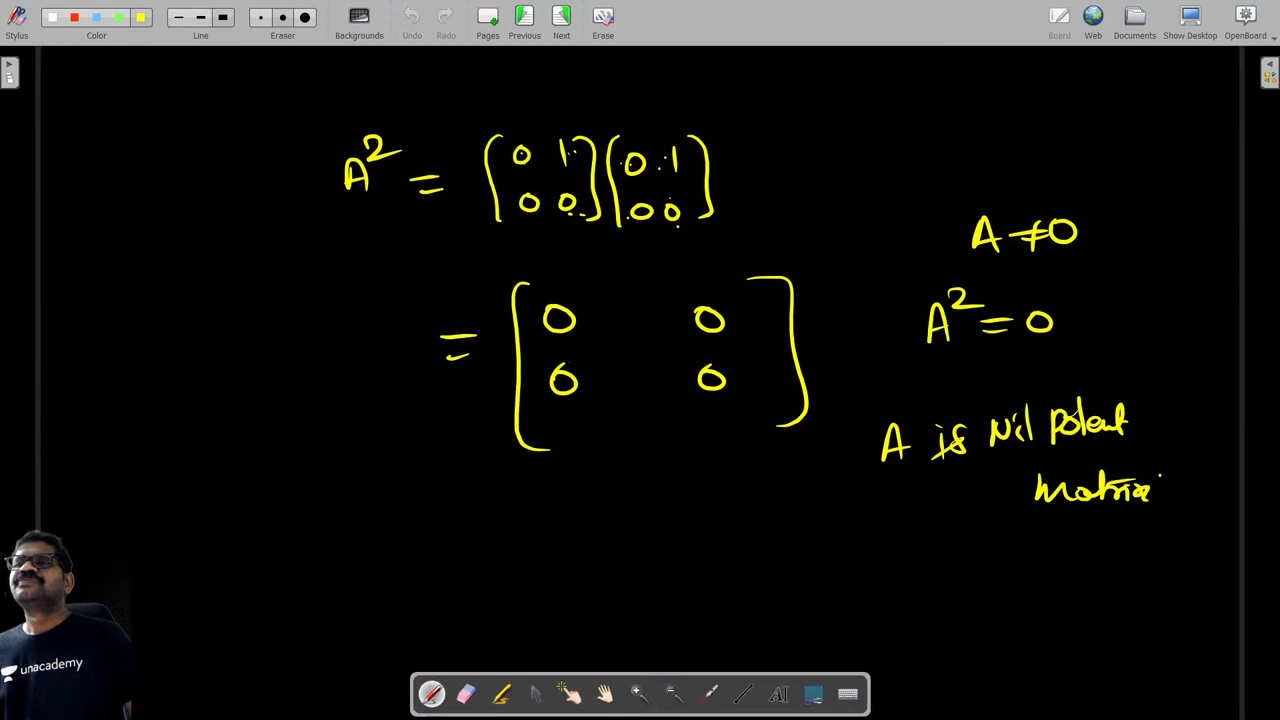 Stylus Color Line Eraser Backgrounds Undo Redo Pages Previous Next Erase Board Web Documents Show Desktop OpenBoard
A² = [0 1 0 0] [0 1 0 0]
= [0 0
0 0]
A ≠ 0
A² = 0
A is Nil Potent
matrix
unacademy
AI